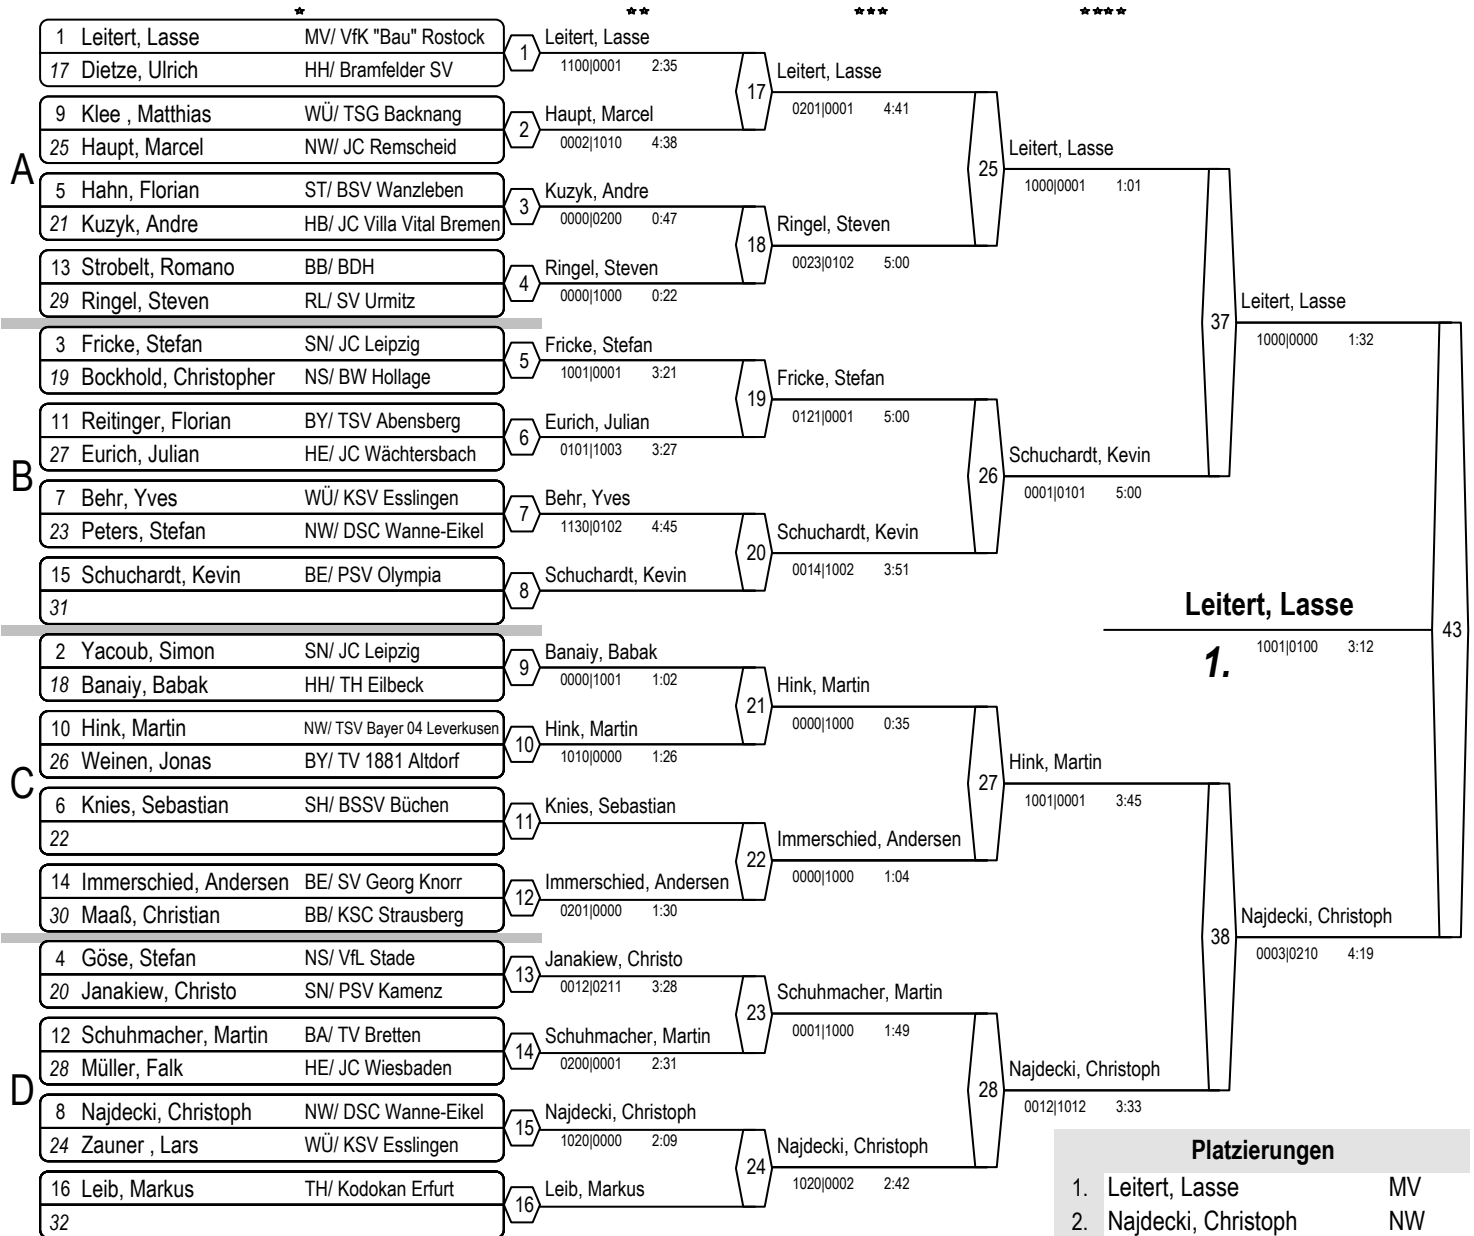 * ** *** ****
A
1 Leitert, Lasse MV/ VfK "Bau" Rostock
17 Dietze, Ulrich HH/ Bramfelder SV
9 Klee , Matthias WÜ/ TSG Backnang
25 Haupt, Marcel NW/ JC Remscheid
5 Hahn, Florian ST/ BSV Wanzleben
21 Kuzyk, Andre HB/ JC Villa Vital Bremen
13 Strobelt, Romano BB/ BDH
29 Ringel, Steven RL/ SV Urmitz
B
3 Fricke, Stefan SN/ JC Leipzig
19 Bockhold, Christopher NS/ BW Hollage
11 Reitinger, Florian BY/ TSV Abensberg
27 Eurich, Julian HE/ JC Wächtersbach
7 Behr, Yves WÜ/ KSV Esslingen
23 Peters, Stefan NW/ DSC Wanne-Eikel
15 Schuchardt, Kevin BE/ PSV Olympia
31
C
2 Yacoub, Simon SN/ JC Leipzig
18 Banaiy, Babak HH/ TH Eilbeck
10 Hink, Martin NW/ TSV Bayer 04 Leverkusen
26 Weinen, Jonas BY/ TV 1881 Altdorf
6 Knies, Sebastian SH/ BSSV Büchen
22
14 Immerschied, Andersen BE/ SV Georg Knorr
30 Maaß, Christian BB/ KSC Strausberg
D
4 Göse, Stefan NS/ VfL Stade
20 Janakiew, Christo SN/ PSV Kamenz
12 Schuhmacher, Martin BA/ TV Bretten
28 Müller, Falk HE/ JC Wiesbaden
8 Najdecki, Christoph NW/ DSC Wanne-Eikel
24 Zauner , Lars WÜ/ KSV Esslingen
16 Leib, Markus TH/ Kodokan Erfurt
32
1 Leitert, Lasse
1100|0001 2:35
2 Haupt, Marcel
0002|1010 4:38
3 Kuzyk, Andre
0000|0200 0:47
4 Ringel, Steven
0000|1000 0:22
5 Fricke, Stefan
1001|0001 3:21
6 Eurich, Julian
0101|1003 3:27
7 Behr, Yves
1130|0102 4:45
8 Schuchardt, Kevin
9 Banaiy, Babak
0000|1001 1:02
10 Hink, Martin
1010|0000 1:26
11 Knies, Sebastian
12 Immerschied, Andersen
0201|0000 1:30
13 Janakiew, Christo
0012|0211 3:28
14 Schuhmacher, Martin
0200|0001 2:31
15 Najdecki, Christoph
1020|0000 2:09
16 Leib, Markus
17 Leitert, Lasse
0201|0001 4:41
18 Ringel, Steven
0023|0102 5:00
19 Fricke, Stefan
0121|0001 5:00
20 Schuchardt, Kevin
0014|1002 3:51
21 Hink, Martin
0000|1000 0:35
22 Immerschied, Andersen
0000|1000 1:04
23 Schuhmacher, Martin
0001|1000 1:49
24 Najdecki, Christoph
1020|0002 2:42
25 Leitert, Lasse
1000|0001 1:01
26 Schuchardt, Kevin
0001|0101 5:00
27 Hink, Martin
1001|0001 3:45
28 Najdecki, Christoph
0012|1012 3:33
37 Leitert, Lasse
1000|0000 1:32
38 Najdecki, Christoph
0003|0210 4:19
43 Leitert, Lasse
1. 1001|0100 3:12
Platzierungen
1. Leitert, Lasse MV
2. Najdecki, Christoph NW